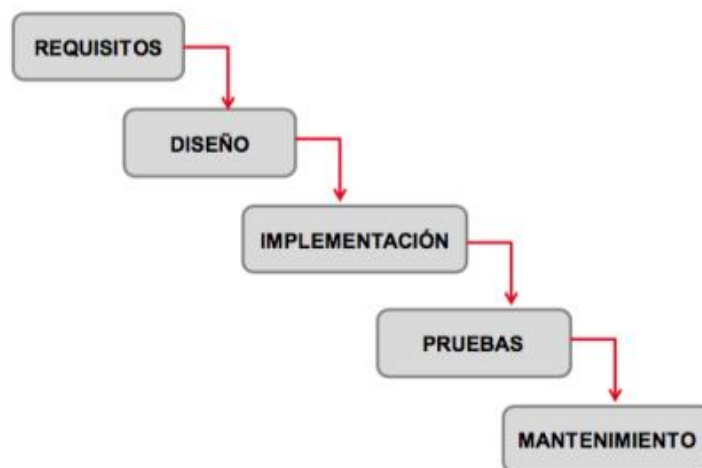 REQUISITOS
DISEÑO
IMPLEMENTACIÓN
PRUEBAS
MANTENIMIENTO